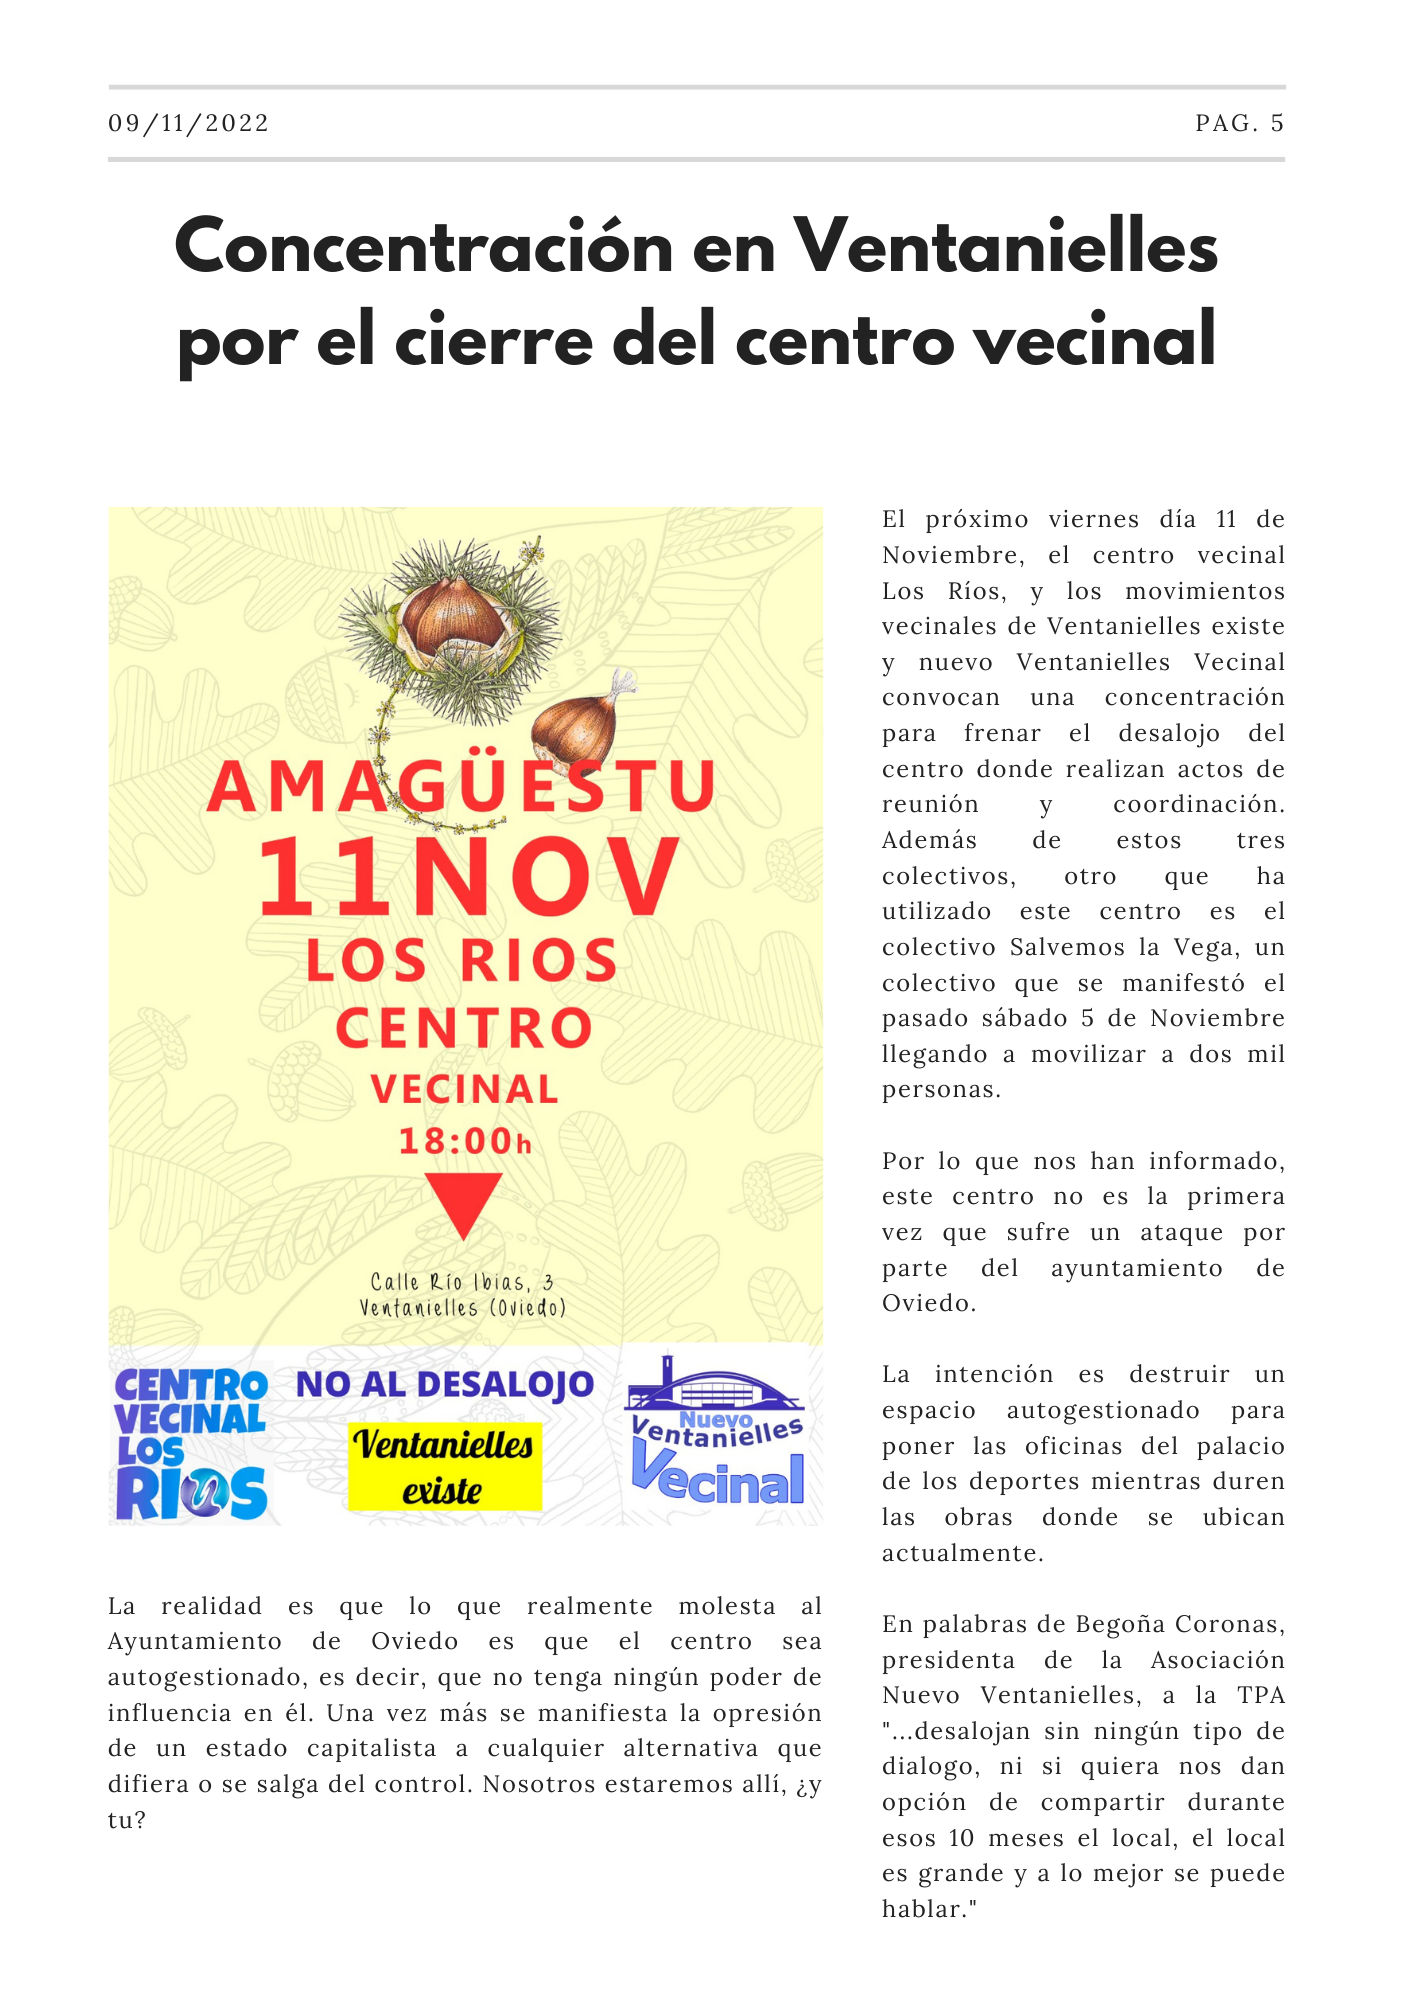 09/11/2022
PAG. 5
Concentración en Ventanielles
por el cierre del centro vecinal
AMAGÜESTU
11NOV
LOS RIOS
CENTRO
VECINAL
18:00h
Calle Río Ibias, 3
Ventanielles (Oviedo)
CENTRO
VECINAL
LOS
RIOS
NO AL DESALOJO
Ventanielles
existe
Nuevo
Ventanielles
Vecinal
La realidad es que lo que realmente molesta al
Ayuntamiento de Oviedo es que el centro sea
autogestionado, es decir, que no tenga ningún poder de
influencia en él. Una vez más se manifiesta la opresión
de un estado capitalista a cualquier alternativa que
difiera o se salga del control. Nosotros estaremos allí, ¿y
tu?
El próximo viernes día 11 de
Noviembre, el centro vecinal
Los Ríos, y los movimientos
vecinales de Ventanielles existe
y nuevo Ventanielles Vecinal
convocan una concentración
para frenar el desalojo del
centro donde realizan actos de
reunión y coordinación.
Además de estos tres
colectivos, otro que ha
utilizado este centro es el
colectivo Salvemos la Vega, un
colectivo que se manifestó el
pasado sábado 5 de Noviembre
llegando a movilizar a dos mil
personas.
Por lo que nos han informado,
este centro no es la primera
vez que sufre un ataque por
parte del ayuntamiento de
Oviedo.
La intención es destruir un
espacio autogestionado para
poner las oficinas del palacio
de los deportes mientras duren
las obras donde se ubican
actualmente.
En palabras de Begoña Coronas,
presidenta de la Asociación
Nuevo Ventanielles, a la TPA
"...desalojan sin ningún tipo de
dialogo, ni si quiera nos dan
opción de compartir durante
esos 10 meses el local, el local
es grande y a lo mejor se puede
hablar."